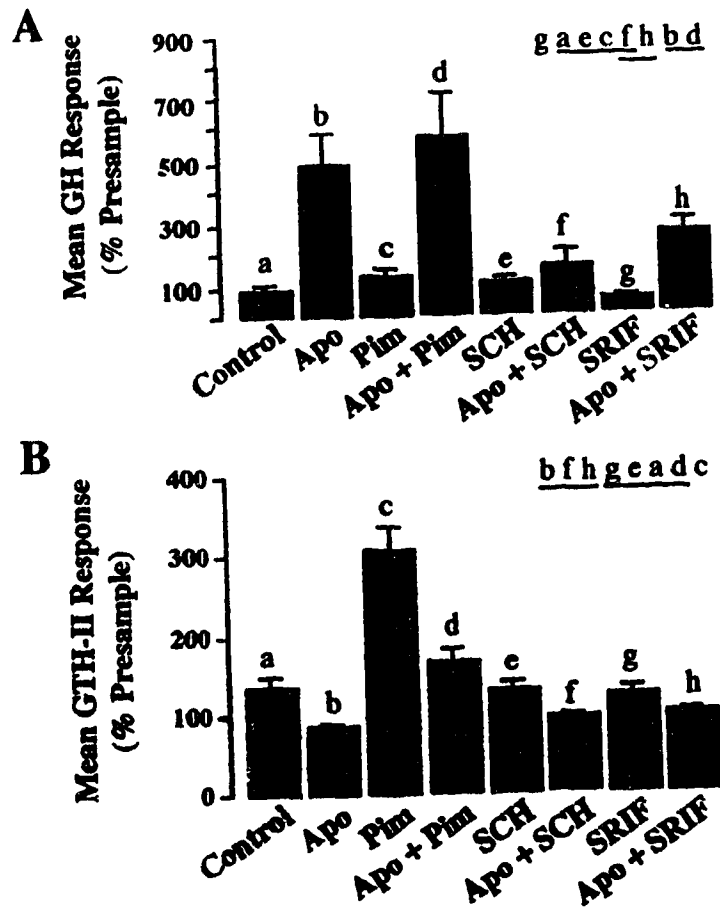 A
g a e c f h b d
Mean GH Response
(% Presample)
900
700
500
300
100
a
b
c
d
e
f
g
h
Control
Apo
Pim
Apo + Pim
SCH
Apo + SCH
SRIF
Apo + SRIF
B
b f h g e a d c
Mean GTH-II Response
(% Presample)
400
300
200
100
0
a
b
c
d
e
f
g
h
Control
Apo
Pim
Apo + Pim
SCH
Apo + SCH
SRIF
Apo + SRIF